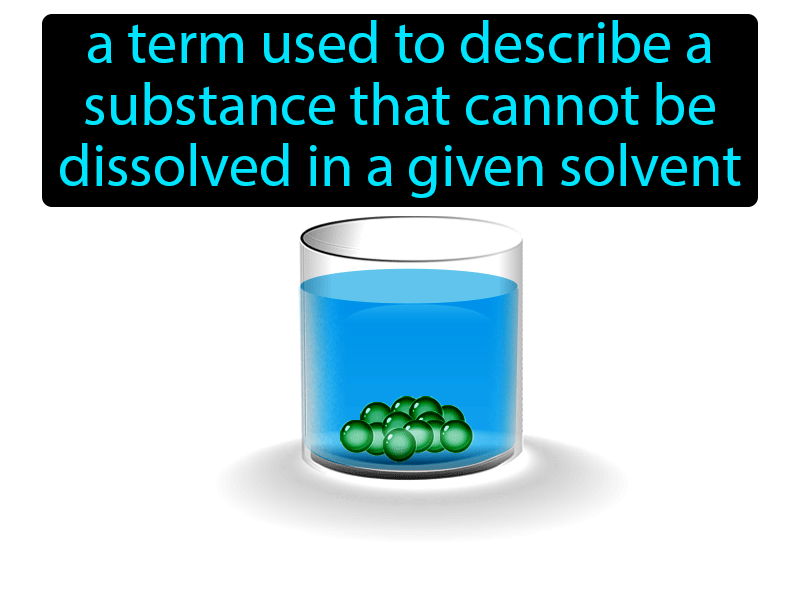 a term used to describe a
substance that cannot be
dissolved in a given solvent